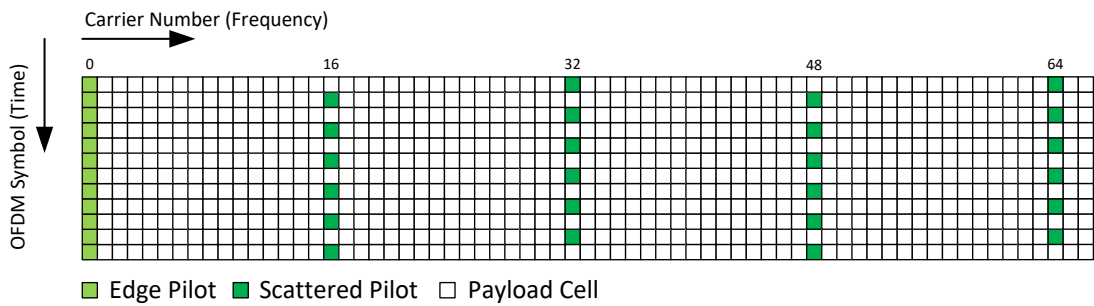 Carrier Number (Frequency)
0 16 32 48 64
OFDM Symbol (Time)
Edge Pilot Scattered Pilot Payload Cell